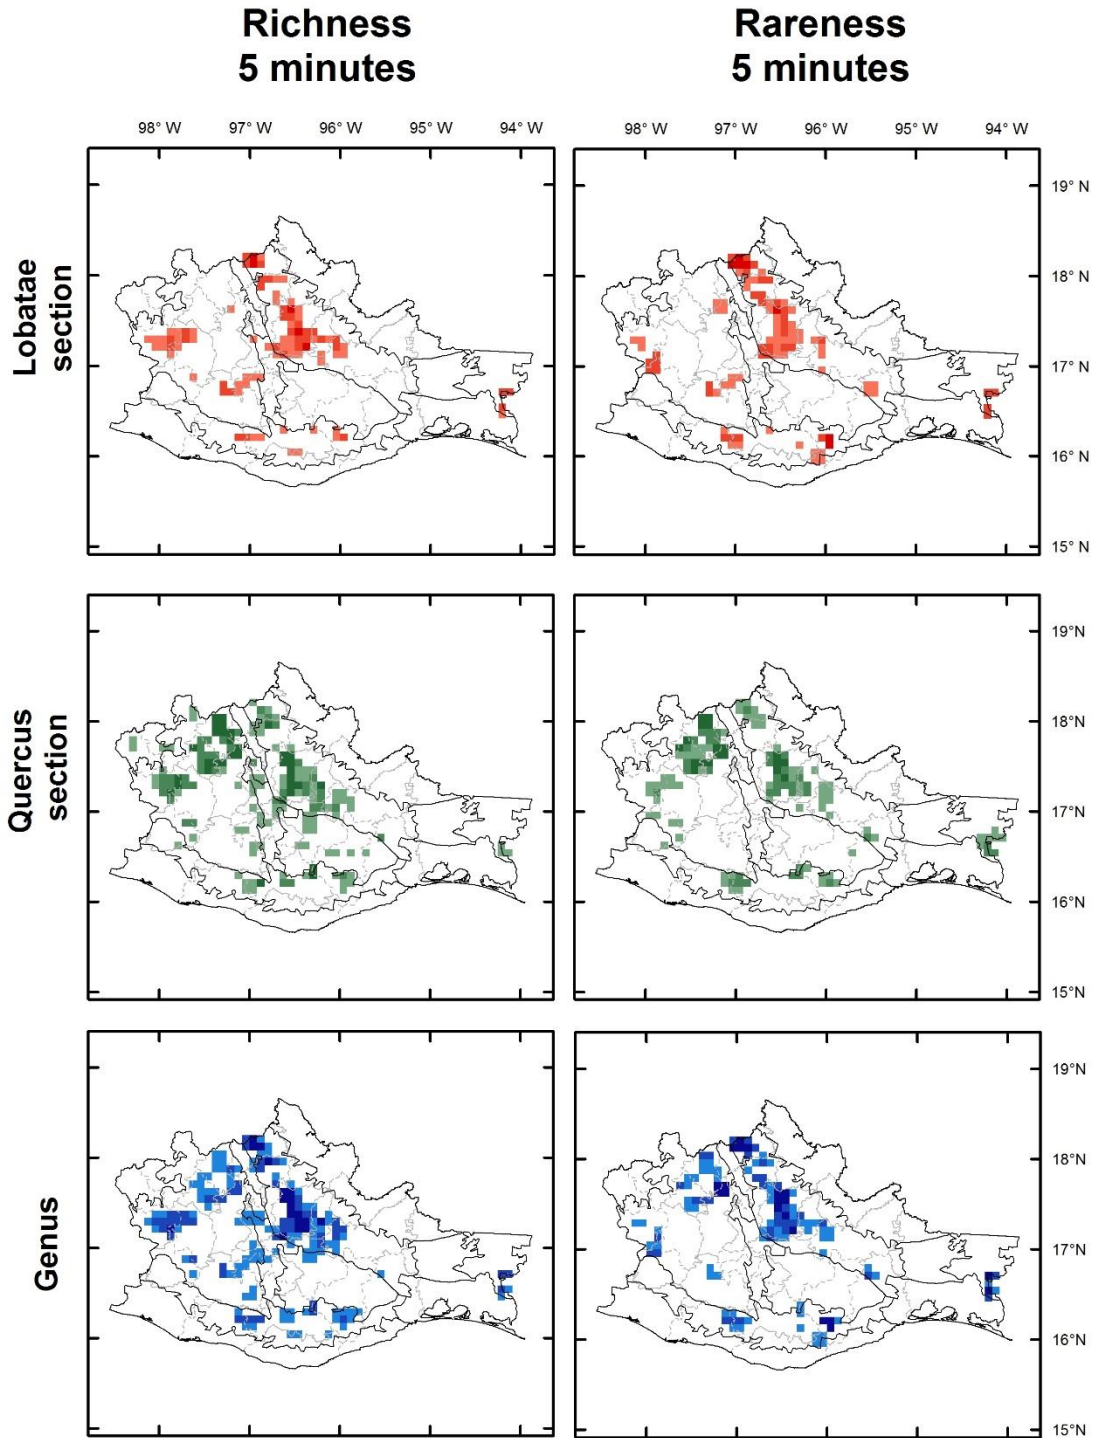 Richness
5 minutes
Rareness
5 minutes
98° W 97° W 96° W 95° W 94° W
98° W 97° W 96° W 95° W 94° W
Lobatae
section
19° N
18° N
17° N
16° N
15° N
Quercus
section
19°N
18°N
17°N
16°N
15°N
Genus
19°N
18°N
17°N
16°N
15°N